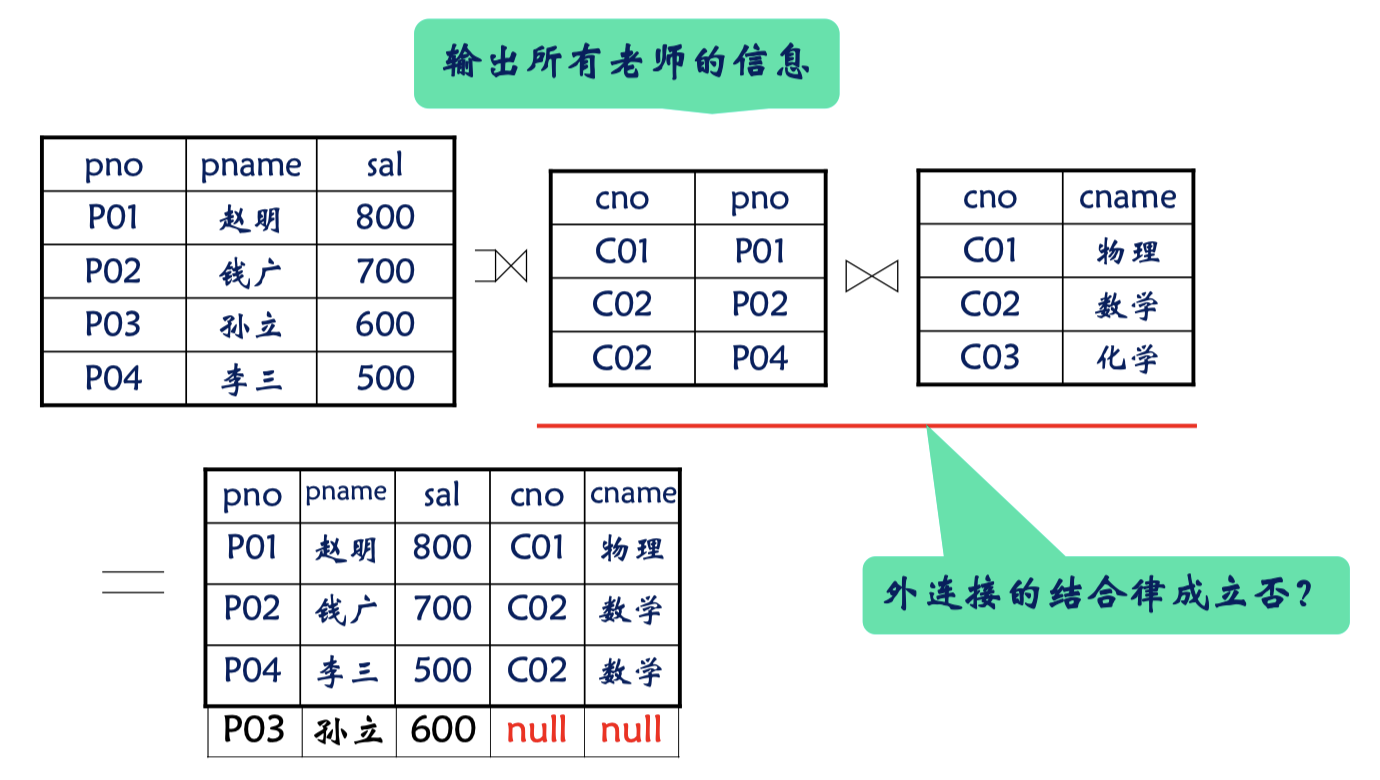 输出所有老师的信息
pno pname sal
P01 赵明 800
P02 钱广 700
P03 孙立 600
P04 李三 500
cno pno
C01 P01
C02 P02
C02 P04
cno cname
C01 物理
C02 数学
C03 化学
pno pname sal cno cname
P01 赵明 800 C01 物理
P02 钱广 700 C02 数学
P04 李三 500 C02 数学
P03 孙立 600 null null
外连接的结合律成立否？